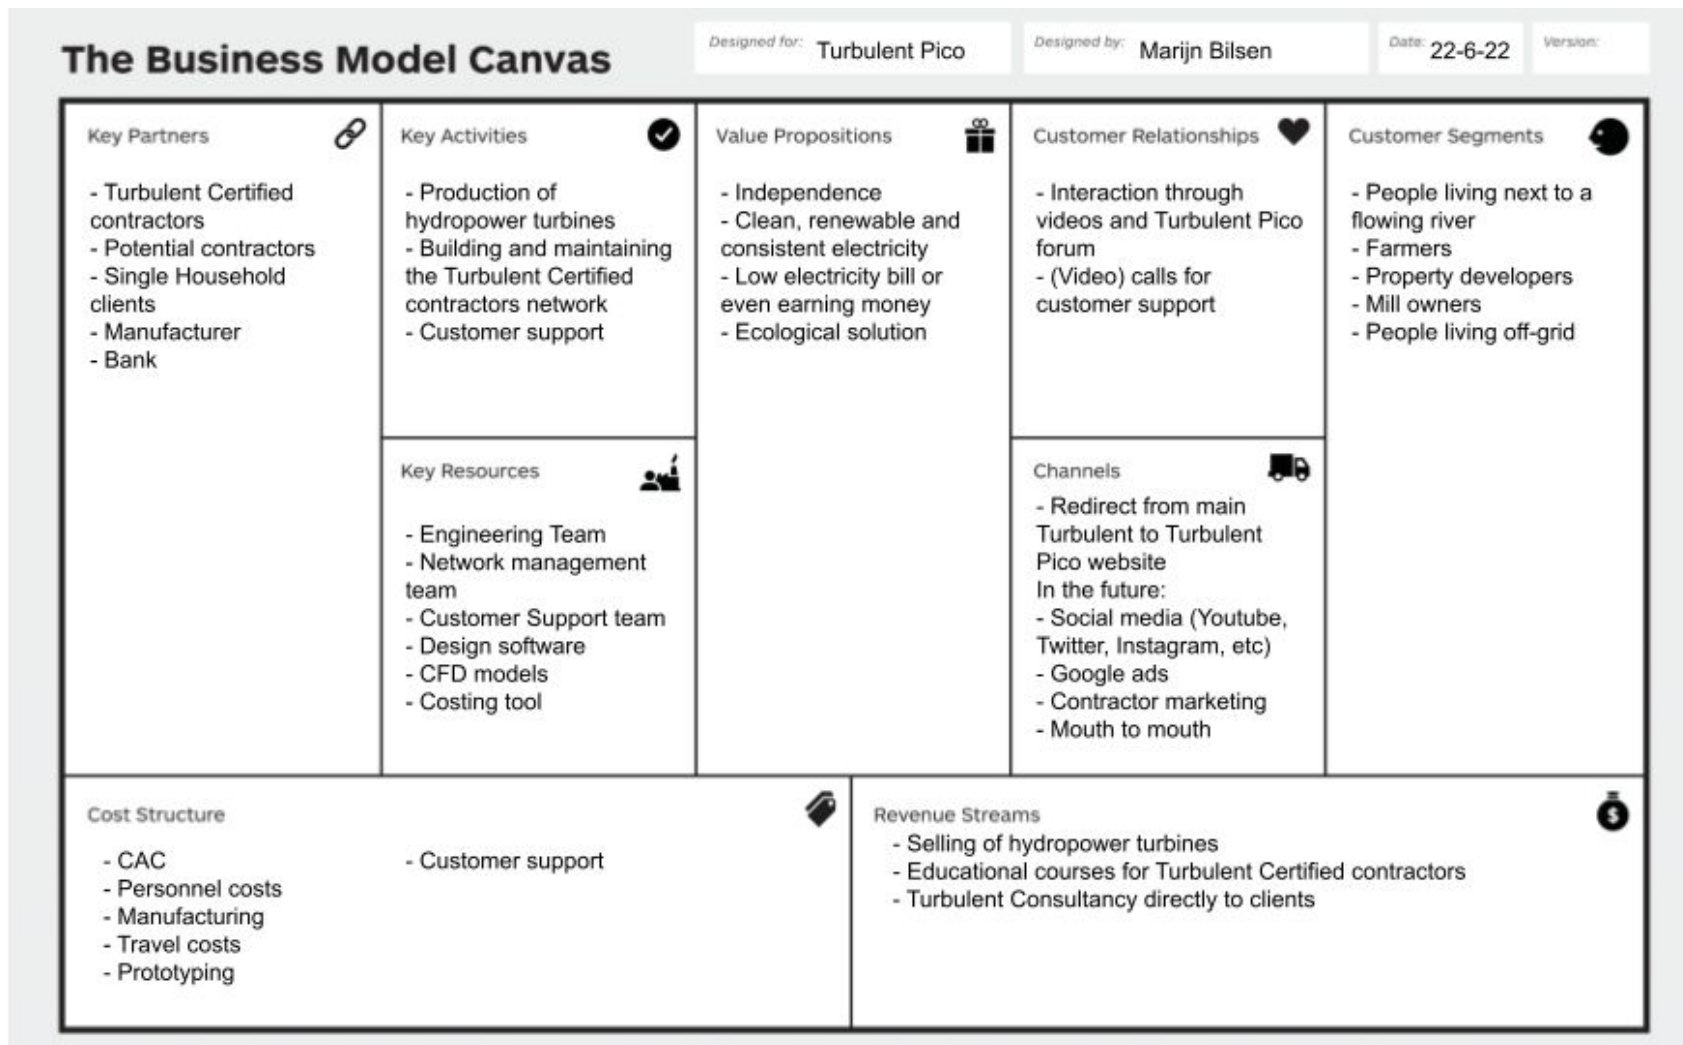 The Business Model Canvas
Designed for: Turbulent Pico
Designed by: Marijn Bilsen
Date: 22-6-22
Version:
Key Partners
- Turbulent Certified
contractors
- Potential contractors
- Single Household
clients
- Manufacturer
- Bank
Key Activities
- Production of
hydropower turbines
- Building and maintaining
the Turbulent Certified
contractors network
- Customer support
Key Resources
- Engineering Team
- Network management
team
- Customer Support team
- Design software
- CFD models
- Costing tool
Value Propositions
- Independence
- Clean, renewable and
consistent electricity
- Low electricity bill or
even earning money
- Ecological solution
Customer Relationships
- Interaction through
videos and Turbulent Pico
forum
- (Video) calls for
customer support
Channels
- Redirect from main
Turbulent to Turbulent
Pico website
In the future:
- Social media (Youtube,
Twitter, Instagram, etc)
- Google ads
- Contractor marketing
- Mouth to mouth
Customer Segments
- People living next to a
flowing river
- Farmers
- Property developers
- Mill owners
- People living off-grid
Cost Structure
- CAC
- Personnel costs
- Manufacturing
- Travel costs
- Prototyping
- Customer support
Revenue Streams
- Selling of hydropower turbines
- Educational courses for Turbulent Certified contractors
- Turbulent Consultancy directly to clients
$